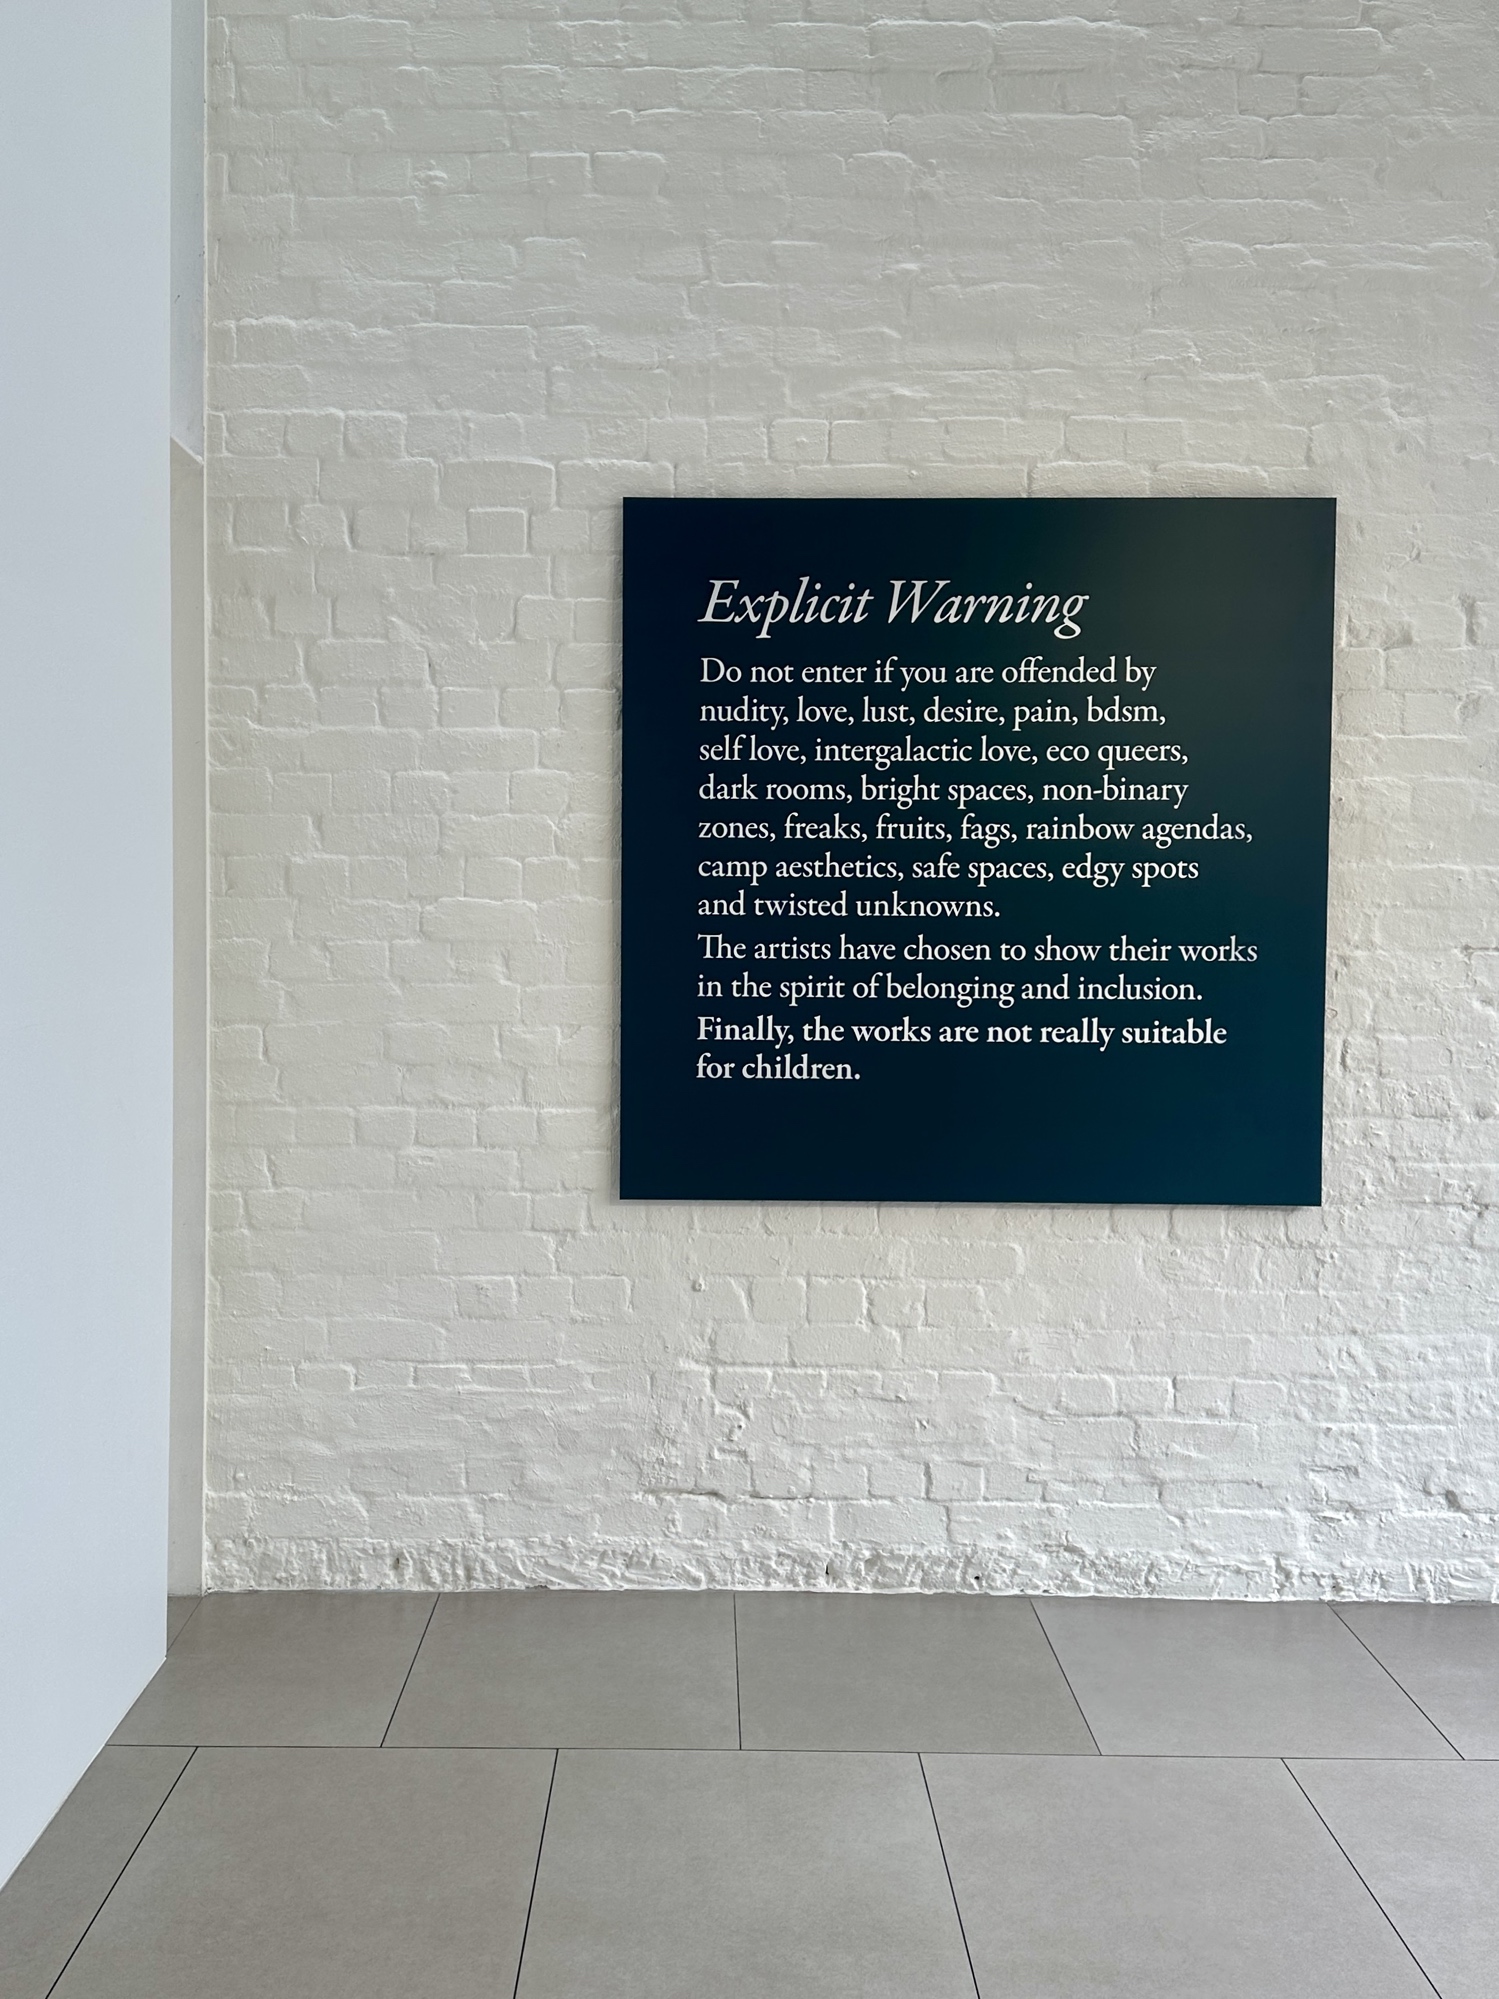 Explicit Warning
Do not enter if you are offended by
nudity, love, lust, desire, pain, bdsm,
self love, intergalactic love, eco queers,
dark rooms, bright spaces, non-binary
zones, freaks, fruits, fags, rainbow agendas,
camp aesthetics, safe spaces, edgy spots
and twisted unknowns.
The artists have chosen to show their works
in the spirit of belonging and inclusion.
Finally, the works are not really suitable
for children.